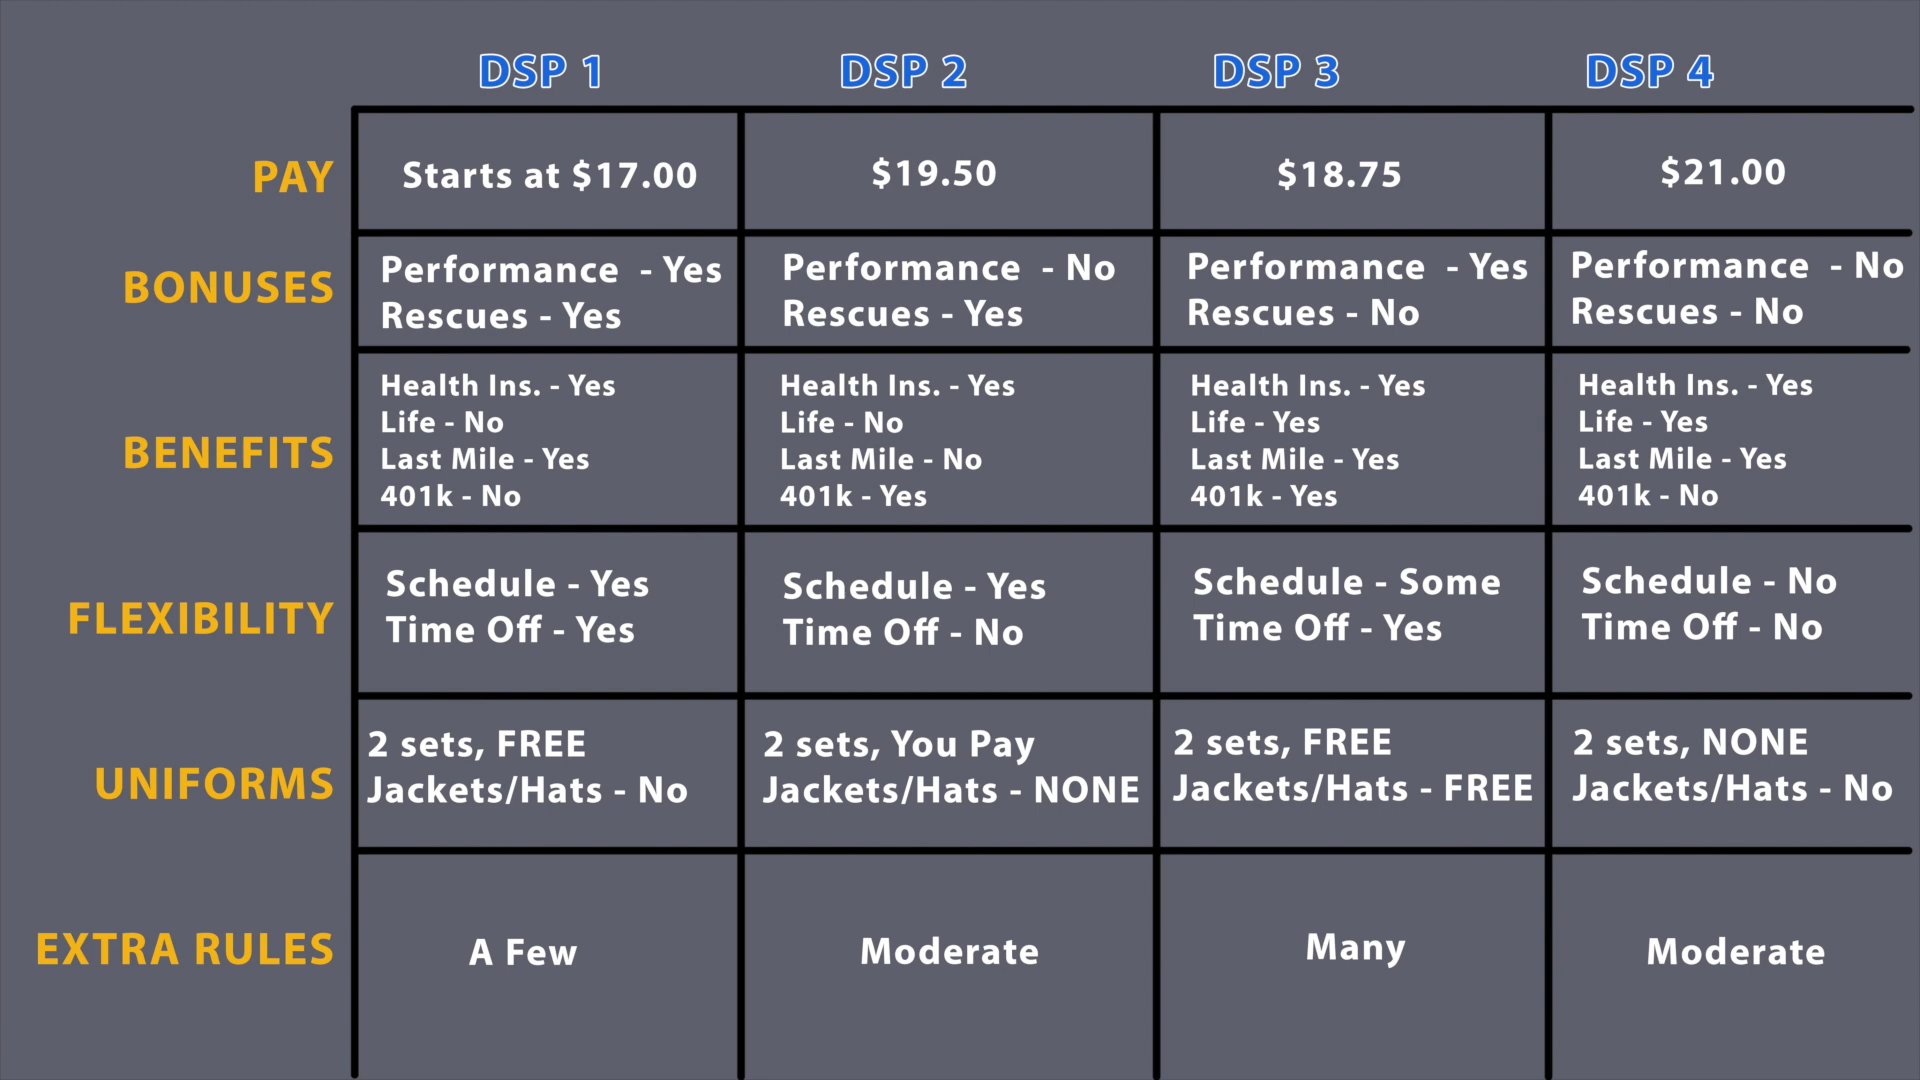 DSP 1 DSP 2 DSP 3 DSP 4
PAY Starts at $17.00 $19.50 $18.75 $21.00
BONUSES
Performance - Yes
Rescues - Yes
Performance - No
Rescues - Yes
Performance - Yes
Rescues - No
Performance - No
Rescues - No
BENEFITS
Health Ins. - Yes
Life - No
Last Mile - Yes
401k - No
Health Ins. - Yes
Life - No
Last Mile - No
401k - Yes
Health Ins. - Yes
Life - Yes
Last Mile - Yes
401k - Yes
Health Ins. - Yes
Life - Yes
Last Mile - Yes
401k - No
FLEXIBILITY
Schedule - Yes
Time Off - Yes
Schedule - Yes
Time Off - No
Schedule - Some
Time Off - Yes
Schedule - No
Time Off - No
UNIFORMS
2 sets, FREE
Jackets/Hats - No
2 sets, You Pay
Jackets/Hats - NONE
2 sets, FREE
Jackets/Hats - FREE
2 sets, NONE
Jackets/Hats - No
EXTRA RULES A Few Moderate Many Moderate